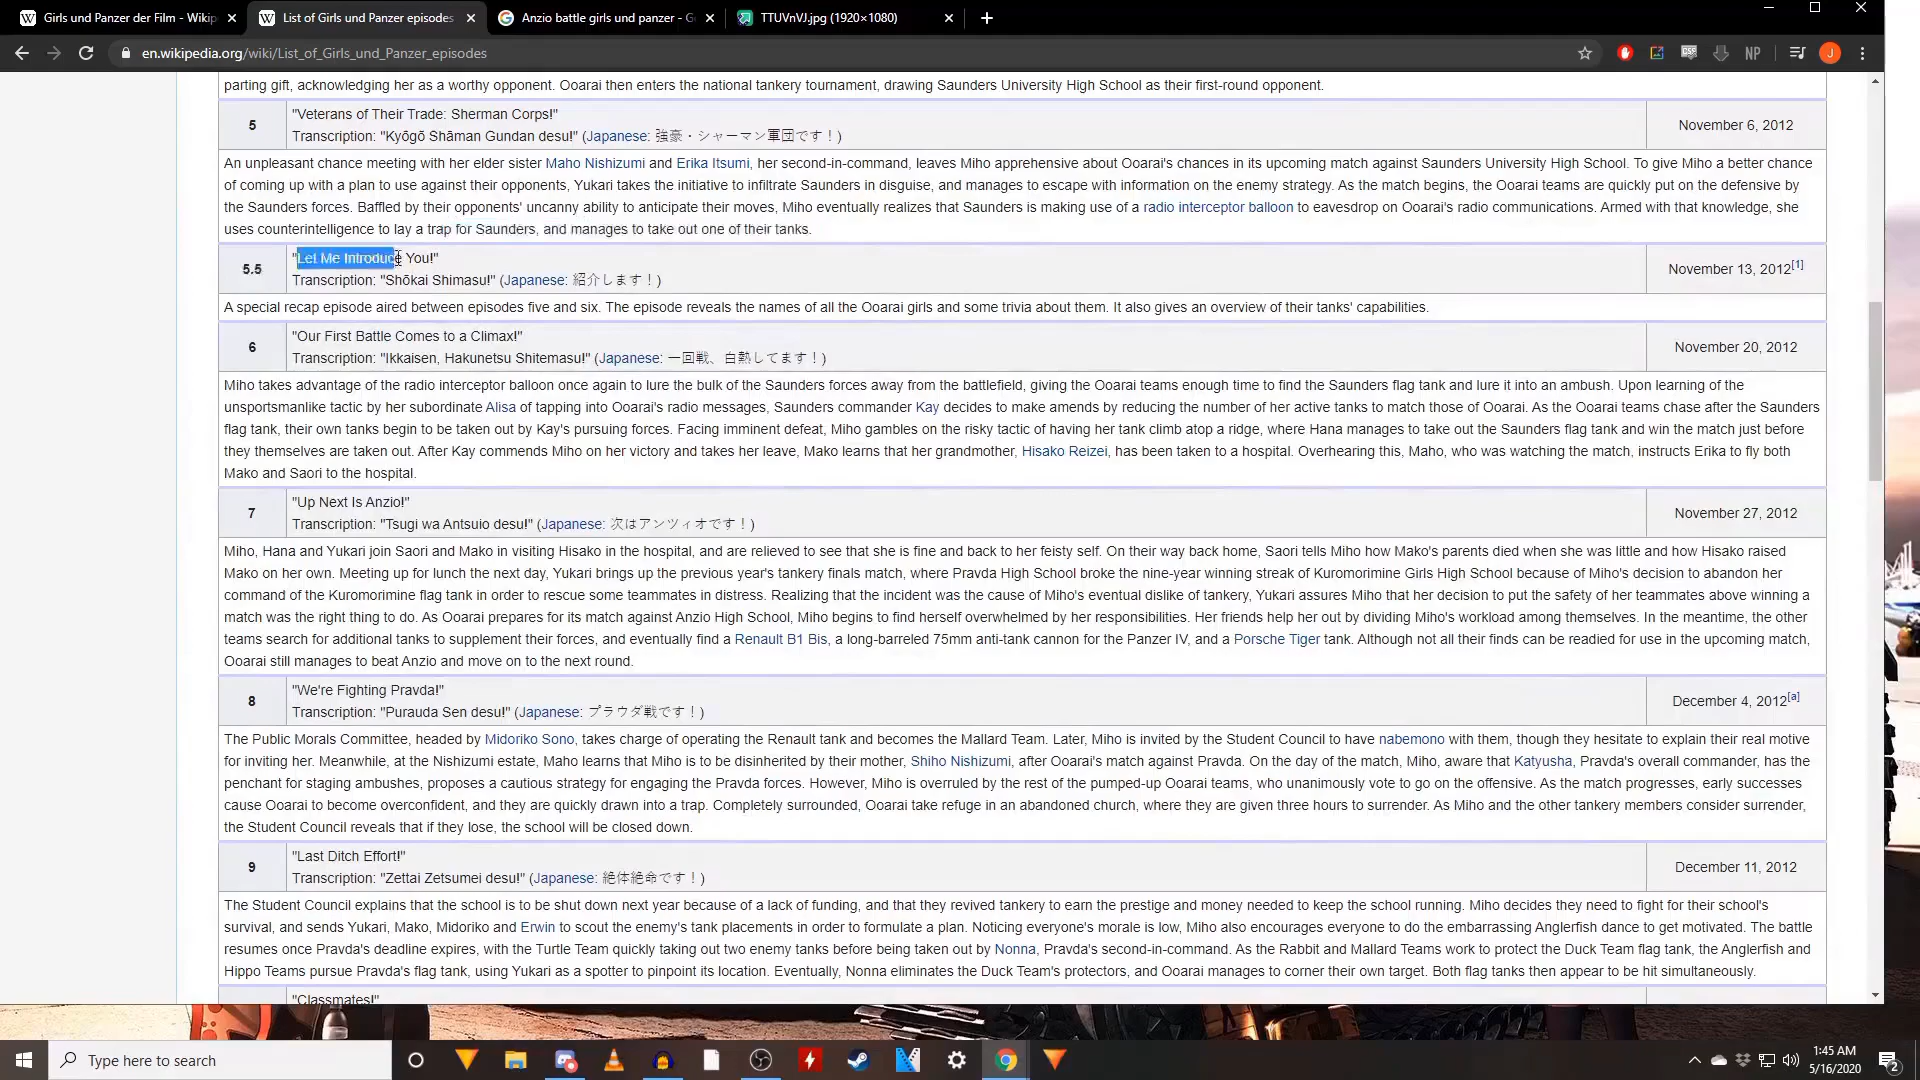 Girls und Panzer der Film - Wikip
List of Girls und Panzer episodes
Anzio battle girls und panzer - G
TTUVnVJ.jpg (1920×1080)
en.wikipedia.org/wiki/List_of_Girls_und_Panzer_episodes
NP
J
parting gift, acknowledging her as a worthy opponent. Ooarai then enters the national tankery tournament, drawing Saunders University High School as their first-round opponent.
5
"Veterans of Their Trade: Sherman Corps!"
Transcription: "Kyōgō Shāman Gundan desu!" (Japanese: 強豪・シャーマン軍団です！)
November 6, 2012
An unpleasant chance meeting with her elder sister Maho Nishizumi and Erika Itsumi, her second-in-command, leaves Miho apprehensive about Ooarai's chances in its upcoming match against Saunders University High School. To give Miho a better chance
of coming up with a plan to use against their opponents, Yukari takes the initiative to infiltrate Saunders in disguise, and manages to escape with information on the enemy strategy. As the match begins, the Ooarai teams are quickly put on the defensive by
the Saunders forces. Baffled by their opponents' uncanny ability to anticipate their moves, Miho eventually realizes that Saunders is making use of a radio interceptor balloon to eavesdrop on Ooarai's radio communications. Armed with that knowledge, she
uses counterintelligence to lay a trap for Saunders, and manages to take out one of their tanks.
5.5
"Let Me Introduce You!"
Transcription: "Shōkai Shimasu!" (Japanese: 紹介します！)
November 13, 2012[1]
A special recap episode aired between episodes five and six. The episode reveals the names of all the Ooarai girls and some trivia about them. It also gives an overview of their tanks' capabilities.
6
"Our First Battle Comes to a Climax!"
Transcription: "Ikkaisen, Hakunetsu Shitemasu!" (Japanese: 一回戦、白熱してます！)
November 20, 2012
Miho takes advantage of the radio interceptor balloon once again to lure the bulk of the Saunders forces away from the battlefield, giving the Ooarai teams enough time to find the Saunders flag tank and lure it into an ambush. Upon learning of the
unsportsmanlike tactic by her subordinate Alisa of tapping into Ooarai's radio messages, Saunders commander Kay decides to make amends by reducing the number of her active tanks to match those of Ooarai. As the Ooarai teams chase after the Saunders
flag tank, their own tanks begin to be taken out by Kay's pursuing forces. Facing imminent defeat, Miho gambles on the risky tactic of having her tank climb atop a ridge, where Hana manages to take out the Saunders flag tank and win the match just before
they themselves are taken out. After Kay commends Miho on her victory and takes her leave, Mako learns that her grandmother, Hisako Reizei, has been taken to a hospital. Overhearing this, Maho, who was watching the match, instructs Erika to fly both
Mako and Saori to the hospital.
7
"Up Next Is Anzio!"
Transcription: "Tsugi wa Antsuio desu!" (Japanese: 次はアンツィオです！)
November 27, 2012
Miho, Hana and Yukari join Saori and Mako in visiting Hisako in the hospital, and are relieved to see that she is fine and back to her feisty self. On their way back home, Saori tells Miho how Mako's parents died when she was little and how Hisako raised
Mako on her own. Meeting up for lunch the next day, Yukari brings up the previous year's tankery finals match, where Pravda High School broke the nine-year winning streak of Kuromorimine Girls High School because of Miho's decision to abandon her
command of the Kuromorimine flag tank in order to rescue some teammates in distress. Realizing that the incident was the cause of Miho's eventual dislike of tankery, Yukari assures Miho that her decision to put the safety of her teammates above winning a
match was the right thing to do. As Ooarai prepares for its match against Anzio High School, Miho begins to find herself overwhelmed by her responsibilities. Her friends help her out by dividing Miho's workload among themselves. In the meantime, the other
teams search for additional tanks to supplement their forces, and eventually find a Renault B1 Bis, a long-barreled 75mm anti-tank cannon for the Panzer IV, and a Porsche Tiger tank. Although not all their finds can be readied for use in the upcoming match,
Ooarai still manages to beat Anzio and move on to the next round.
8
"We're Fighting Pravda!"
Transcription: "Purauda Sen desu!" (Japanese: プラウダ戦です！)
December 4, 2012[a]
The Public Morals Committee, headed by Midoriko Sono, takes charge of operating the Renault tank and becomes the Mallard Team. Later, Miho is invited by the Student Council to have nabemono with them, though they hesitate to explain their real motive
for inviting her. Meanwhile, at the Nishizumi estate, Maho learns that Miho is to be disinherited by their mother, Shiho Nishizumi, after Ooarai's match against Pravda. On the day of the match, Miho, aware that Katyusha, Pravda's overall commander, has the
penchant for staging ambushes, proposes a cautious strategy for engaging the Pravda forces. However, Miho is overruled by the rest of the pumped-up Ooarai teams, who unanimously vote to go on the offensive. As the match progresses, early successes
cause Ooarai to become overconfident, and they are quickly drawn into a trap. Completely surrounded, Ooarai take refuge in an abandoned church, where they are given three hours to surrender. As Miho and the other tankery members consider surrender,
the Student Council reveals that if they lose, the school will be closed down.
9
"Last Ditch Effort!"
Transcription: "Zettai Zetsumei desu!" (Japanese: 絶体絶命です！)
December 11, 2012
The Student Council explains that the school is to be shut down next year because of a lack of funding, and that they revived tankery to earn the prestige and money needed to keep the school running. Miho decides they need to fight for their school's
survival, and sends Yukari, Mako, Midoriko and Erwin to scout the enemy's tank placements in order to formulate a plan. Noticing everyone's morale is low, Miho also encourages everyone to do the embarrassing Anglerfish dance to get motivated. The battle
resumes once Pravda's deadline expires, with the Turtle Team quickly taking out two enemy tanks before being taken out by Nonna, Pravda's second-in-command. As the Rabbit and Mallard Teams work to protect the Duck Team flag tank, the Anglerfish and
Hippo Teams pursue Pravda's flag tank, using Yukari as a spotter to pinpoint its location. Eventually, Nonna eliminates the Duck Team's protectors, and Ooarai manages to corner their own target. Both flag tanks then appear to be hit simultaneously.
"Classmates!"
Type here to search
1:45 AM
5/16/2020
2